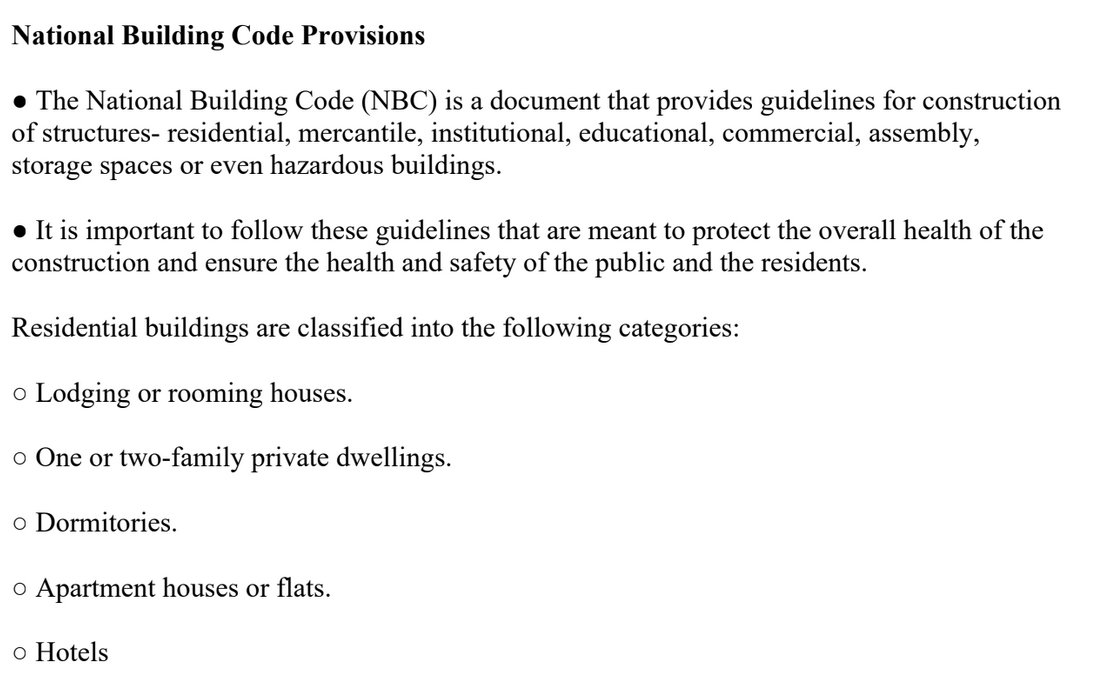 National Building Code Provisions
● The National Building Code (NBC) is a document that provides guidelines for construction
of structures- residential, mercantile, institutional, educational, commercial, assembly,
storage spaces or even hazardous buildings.
● It is important to follow these guidelines that are meant to protect the overall health of the
construction and ensure the health and safety of the public and the residents.
Residential buildings are classified into the following categories:
○ Lodging or rooming houses.
○ One or two-family private dwellings.
○ Dormitories.
○ Apartment houses or flats.
○ Hotels